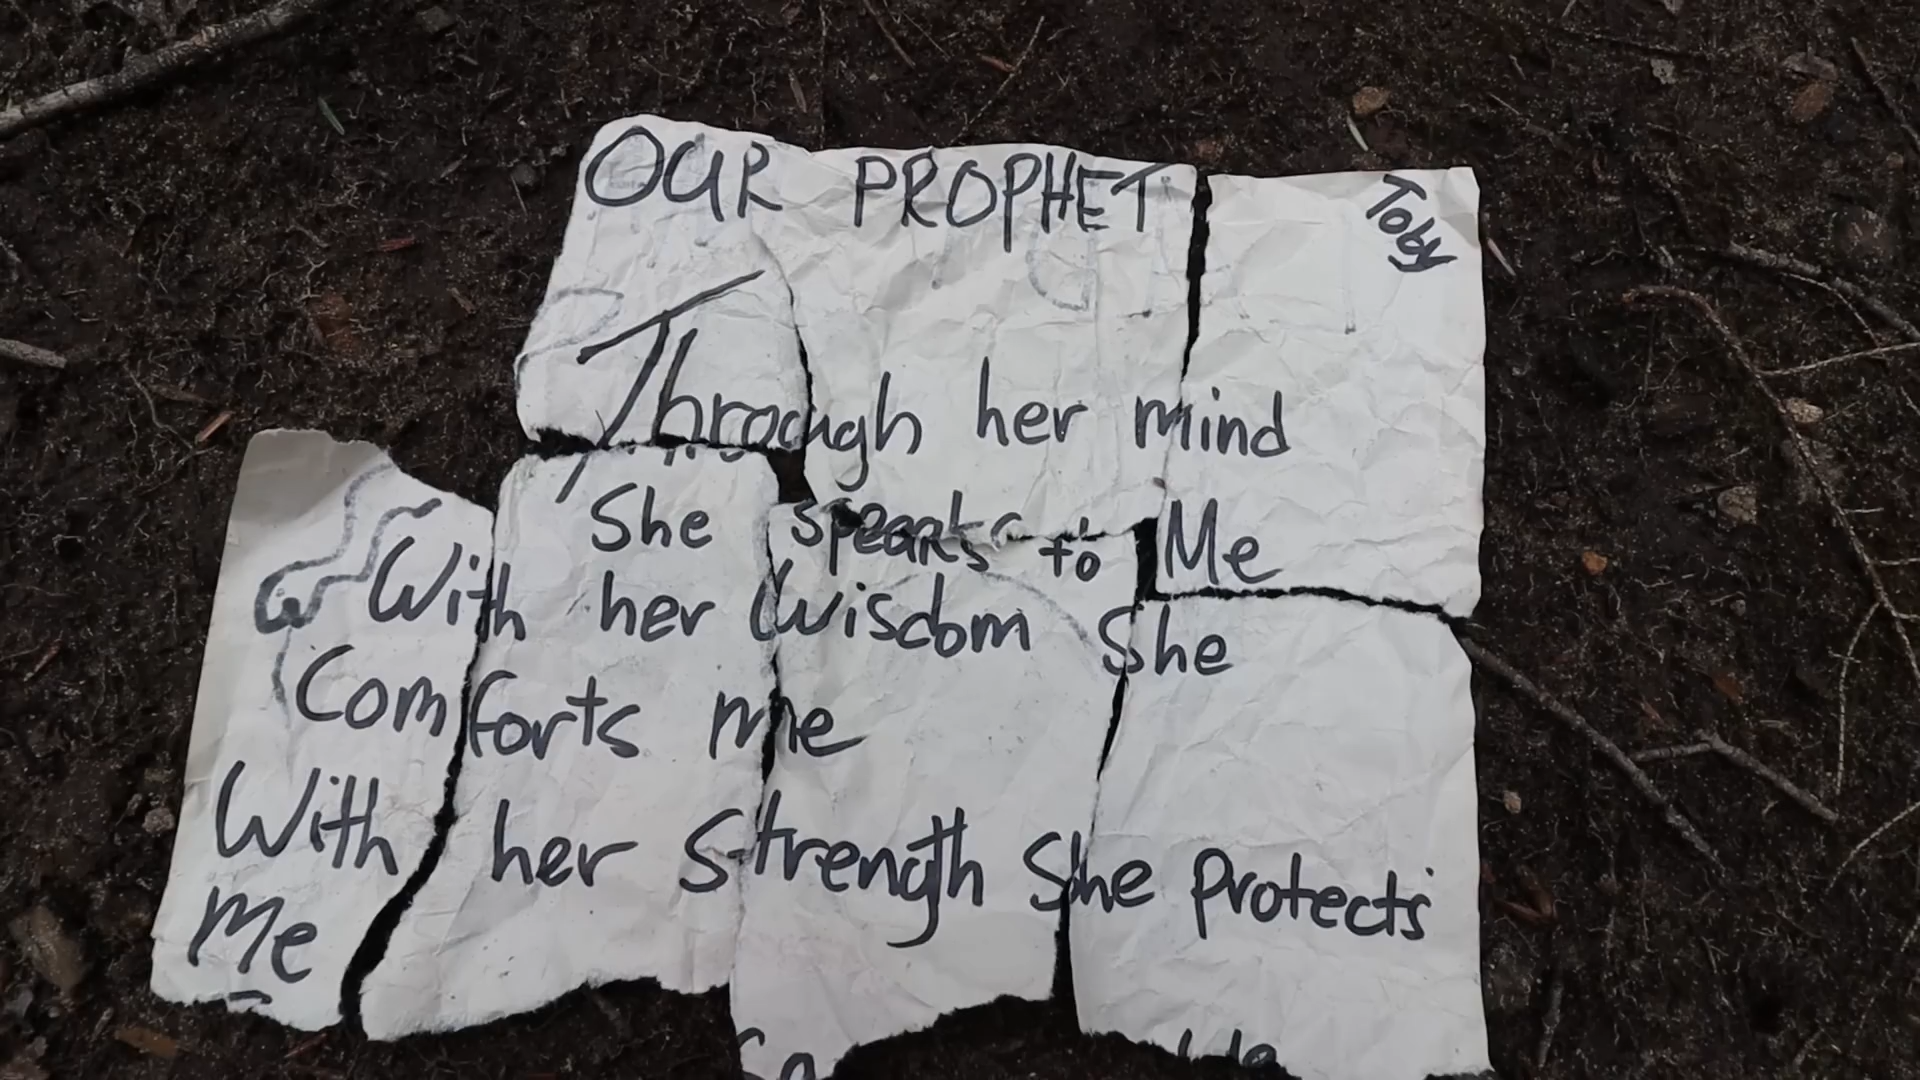 OUR PROPHET
Toby
Through her mind
She speaks to Me
With her Wisdom She
Comforts me
With her Strength She Protects
Me